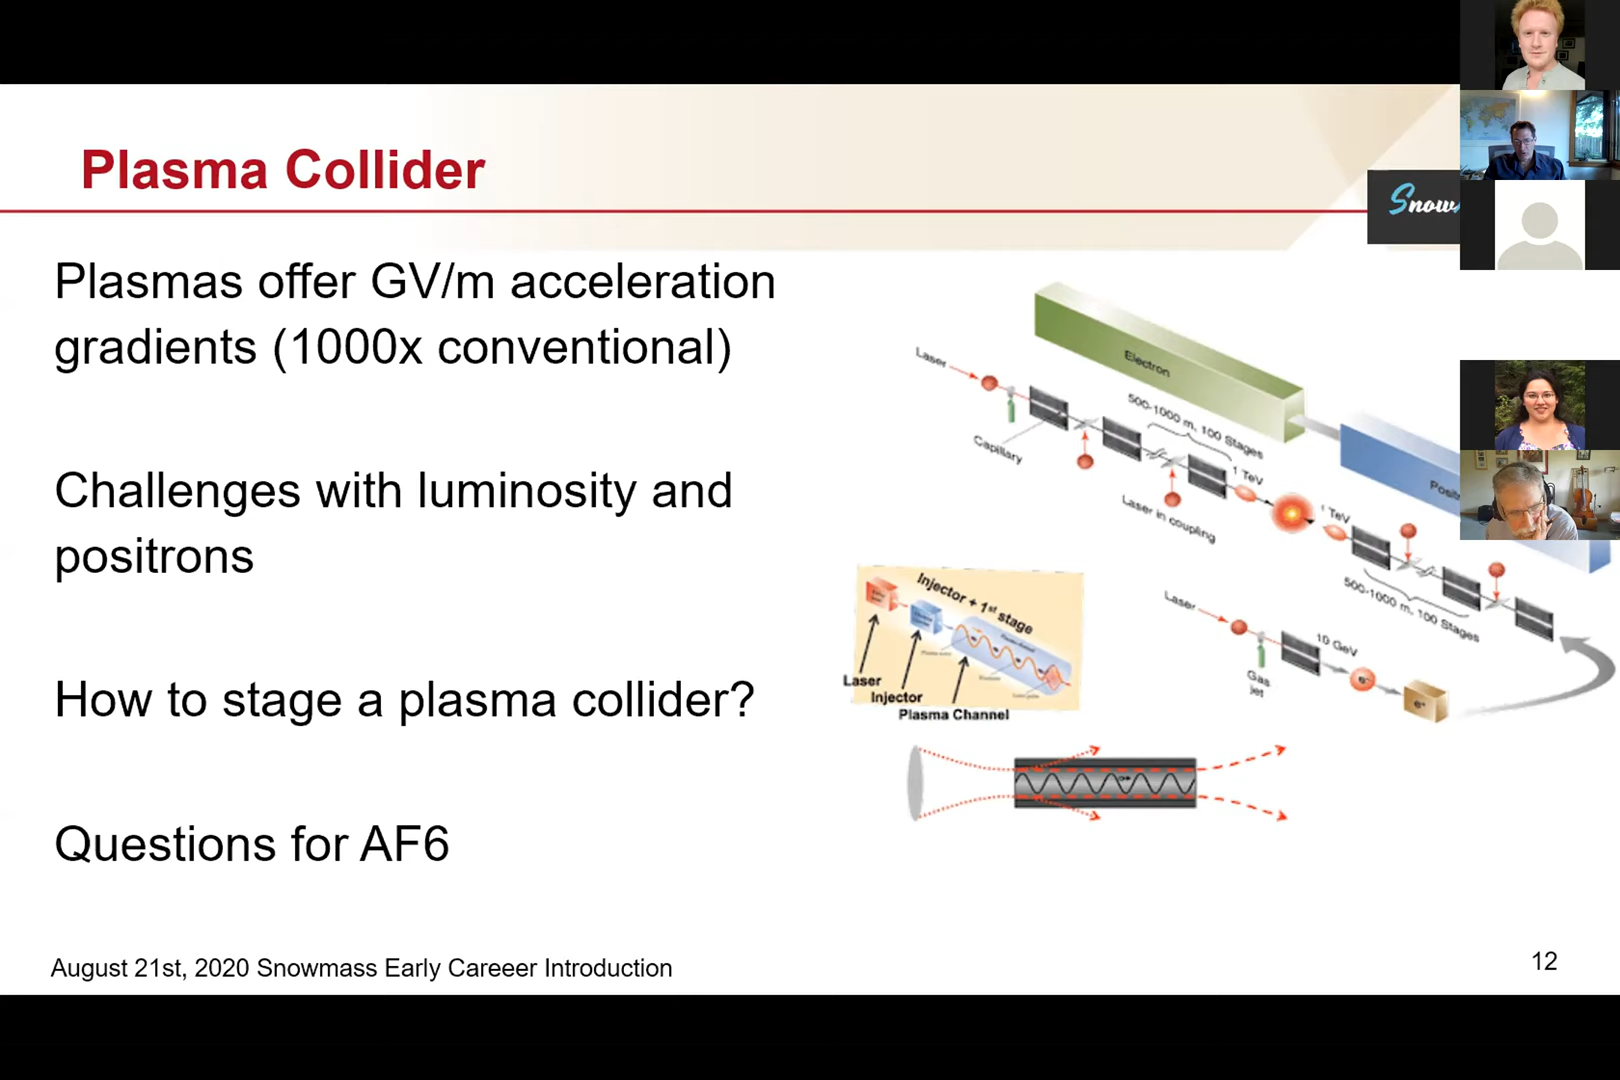 Plasma Collider
Snow
Plasmas offer GV/m acceleration
gradients (1000x conventional)
Challenges with luminosity and
positrons
How to stage a plasma collider?
Questions for AF6
Laser
Electron
500-1000 m, 100 Stages
Capillary
1 TeV
Laser in coupling
Posit
1 TeV
500-1000 m, 100 Stages
Laser
10 GeV
Gas
jet
e⁻
e⁺
Injector + 1st stage
Laser
Injector
Plasma Channel
August 21st, 2020 Snowmass Early Careeer Introduction
12